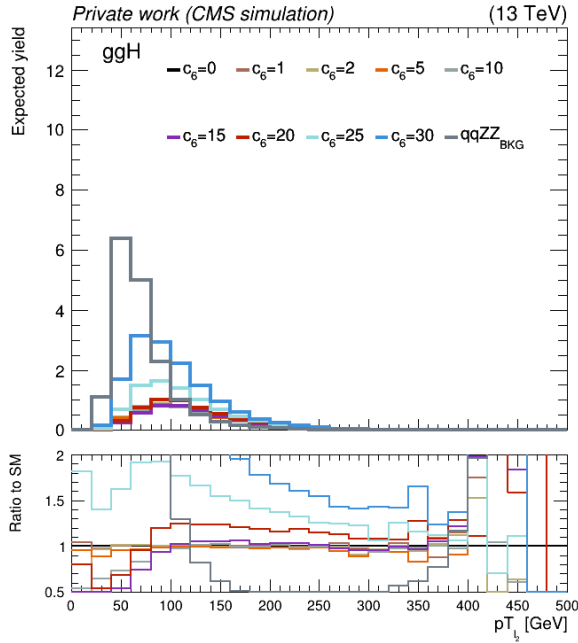 Private work (CMS simulation) (13 TeV)
Expected yield
ggH
c6=0 c6=1 c6=2 c6=5 c6=10
c6=15 c6=20 c6=25 c6=30 qqZZBKG
12
10
8
6
4
2
0
Ratio to SM
2
1.5
1
0.5
0 50 100 150 200 250 300 350 400 450 500
pT l2 [GeV]